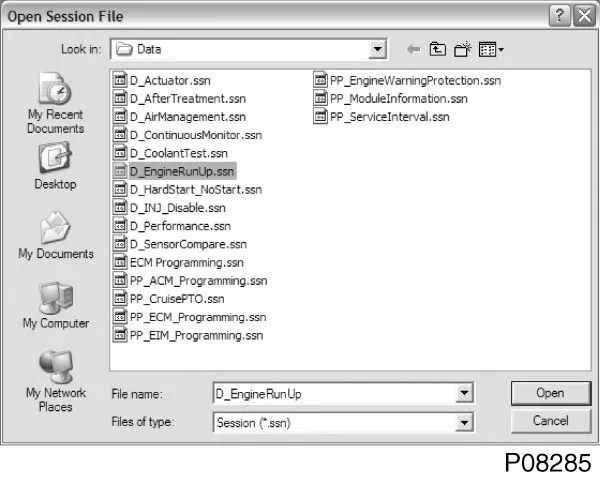 Open Session File
Look in: Data
My Recent
Documents
Desktop
My Documents
My Computer
My Network
Places
D_Actuator.ssn
D_AfterTreatment.ssn
D_AirManagement.ssn
D_ContinuousMonitor.ssn
D_CoolantTest.ssn
D_EngineRunUp.ssn
D_HardStart_NoStart.ssn
D_INJ_Disable.ssn
D_Performance.ssn
D_SensorCompare.ssn
ECM Programming.ssn
PP_ACM_Programming.ssn
PP_CruisePTO.ssn
PP_ECM_Programming.ssn
PP_EIM_Programming.ssn
PP_EngineWarningProtection.ssn
PP_ModuleInformation.ssn
PP_ServiceInterval.ssn
File name: D_EngineRunUp Open
Files of type: Session (*.ssn) Cancel
P08285